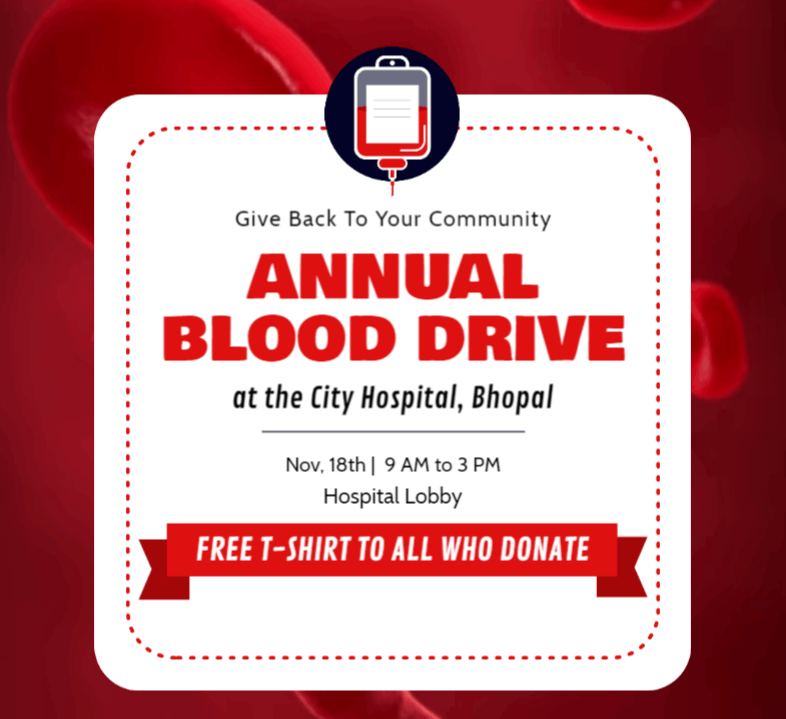 Give Back To Your Community
ANNUAL
BLOOD DRIVE
at the City Hospital, Bhopal
Nov, 18th | 9 AM to 3 PM
Hospital Lobby
FREE T-SHIRT TO ALL WHO DONATE